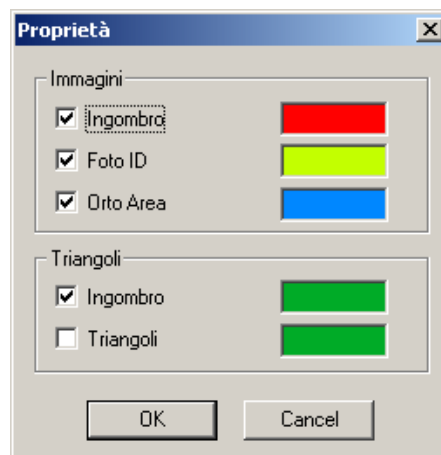 Proprietà
Immagini
Ingombro
Foto ID
Orto Area
Triangoli
Ingombro
Triangoli
OK
Cancel